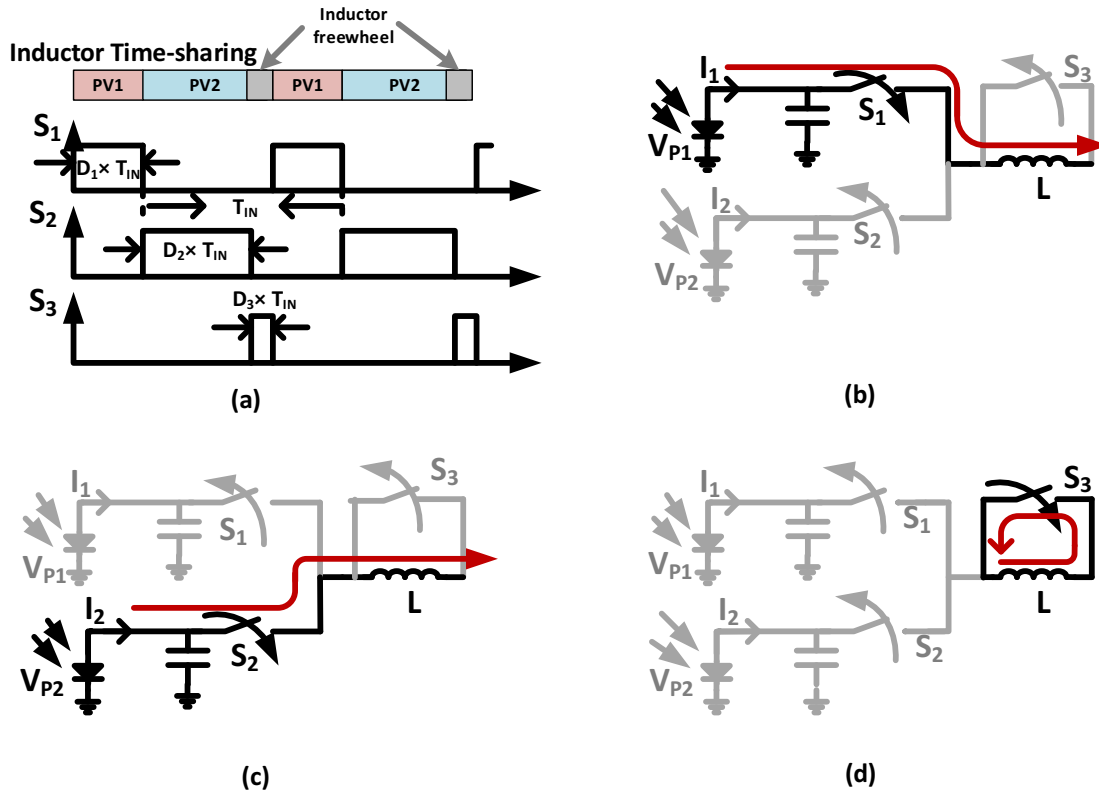 Inductor
freewheel
Inductor Time-sharing
PV1 PV2 PV1 PV2
S1
D1 × TIN
TIN
S2
D2 × TIN
S3
D3 × TIN
(a)
I1
S3
S1
VP1
L
I2
S2
VP2
(b)
I1
S3
S1
VP1
L
I2
S2
VP2
(c)
I1
S3
S1
VP1
L
I2
S2
VP2
(d)